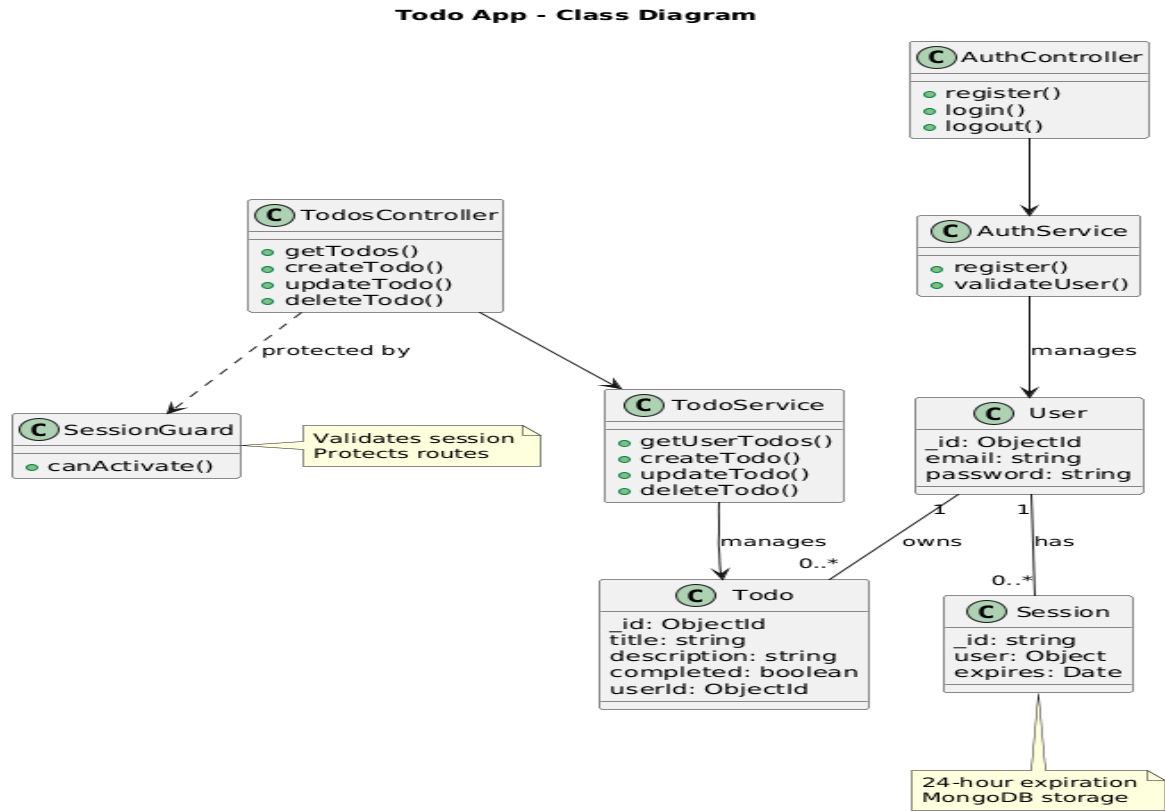 Todo App - Class Diagram
C AuthController
register()
login()
logout()
C TodosController
getTodos()
createTodo()
updateTodo()
deleteTodo()
C AuthService
register()
validateUser()
protected by
manages
C SessionGuard
canActivate()
Validates session
Protects routes
C TodoService
getUserTodos()
createTodo()
updateTodo()
deleteTodo()
C User
_id: ObjectId
email: string
password: string
manages
1
owns
0..*
1
has
0..*
C Todo
_id: ObjectId
title: string
description: string
completed: boolean
userId: ObjectId
C Session
_id: string
user: Object
expires: Date
24-hour expiration
MongoDB storage